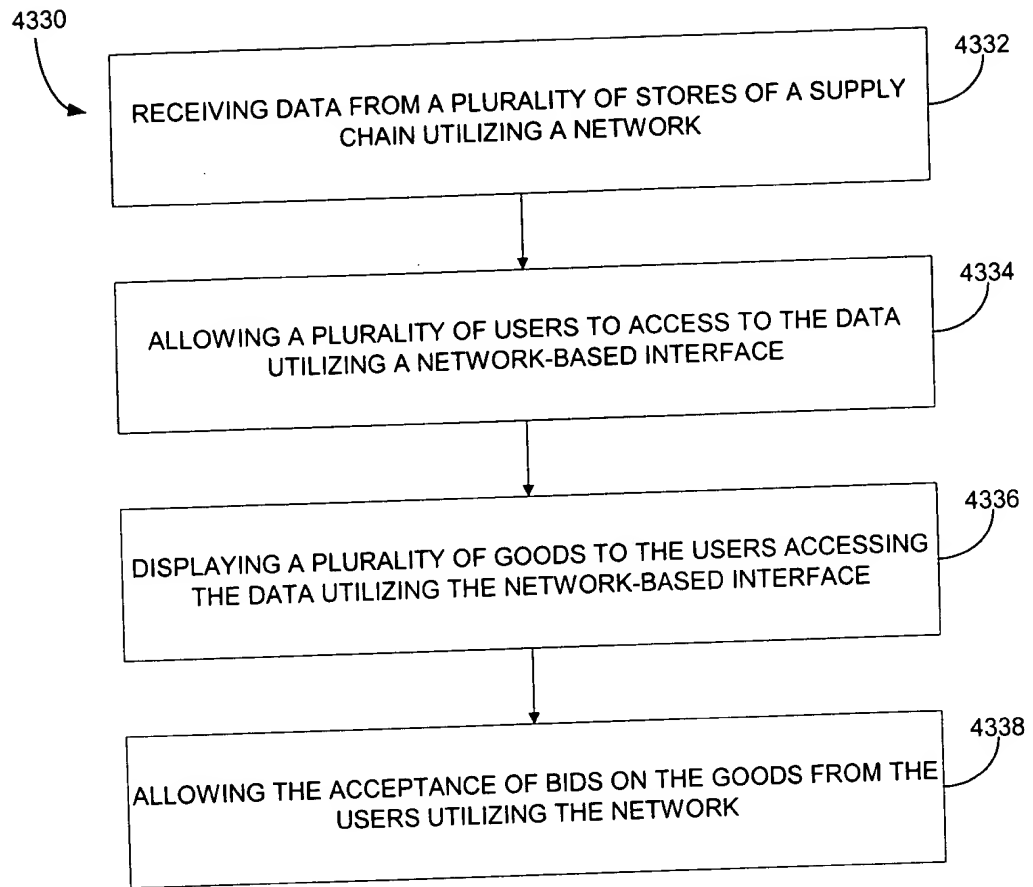 4330
4332
RECEIVING DATA FROM A PLURALITY OF STORES OF A SUPPLY
CHAIN UTILIZING A NETWORK
4334
ALLOWING A PLURALITY OF USERS TO ACCESS TO THE DATA
UTILIZING A NETWORK-BASED INTERFACE
4336
DISPLAYING A PLURALITY OF GOODS TO THE USERS ACCESSING
THE DATA UTILIZING THE NETWORK-BASED INTERFACE
4338
ALLOWING THE ACCEPTANCE OF BIDS ON THE GOODS FROM THE
USERS UTILIZING THE NETWORK